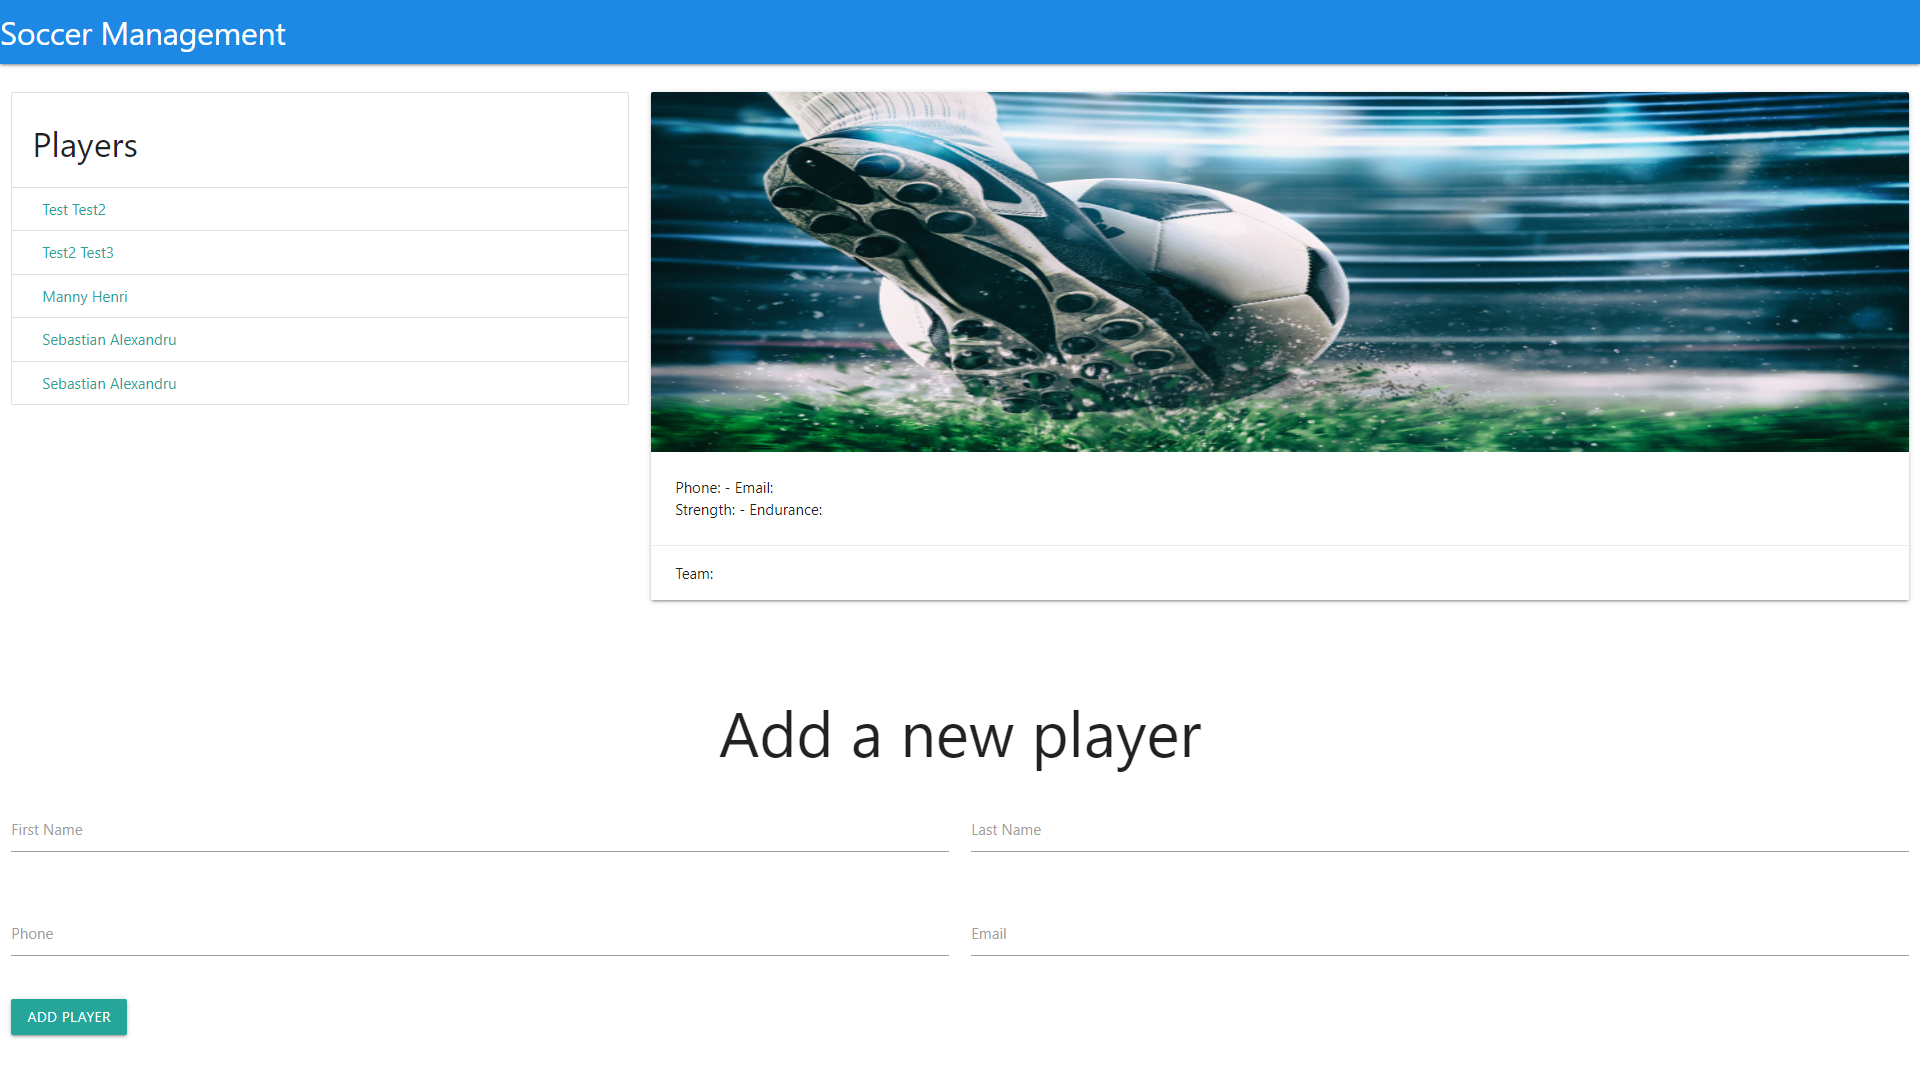 Soccer Management
Players
Test Test2
Test2 Test3
Manny Henri
Sebastian Alexandru
Sebastian Alexandru
Phone: - Email:
Strength: - Endurance:
Team:
Add a new player
First Name
Last Name
Phone
Email
ADD PLAYER